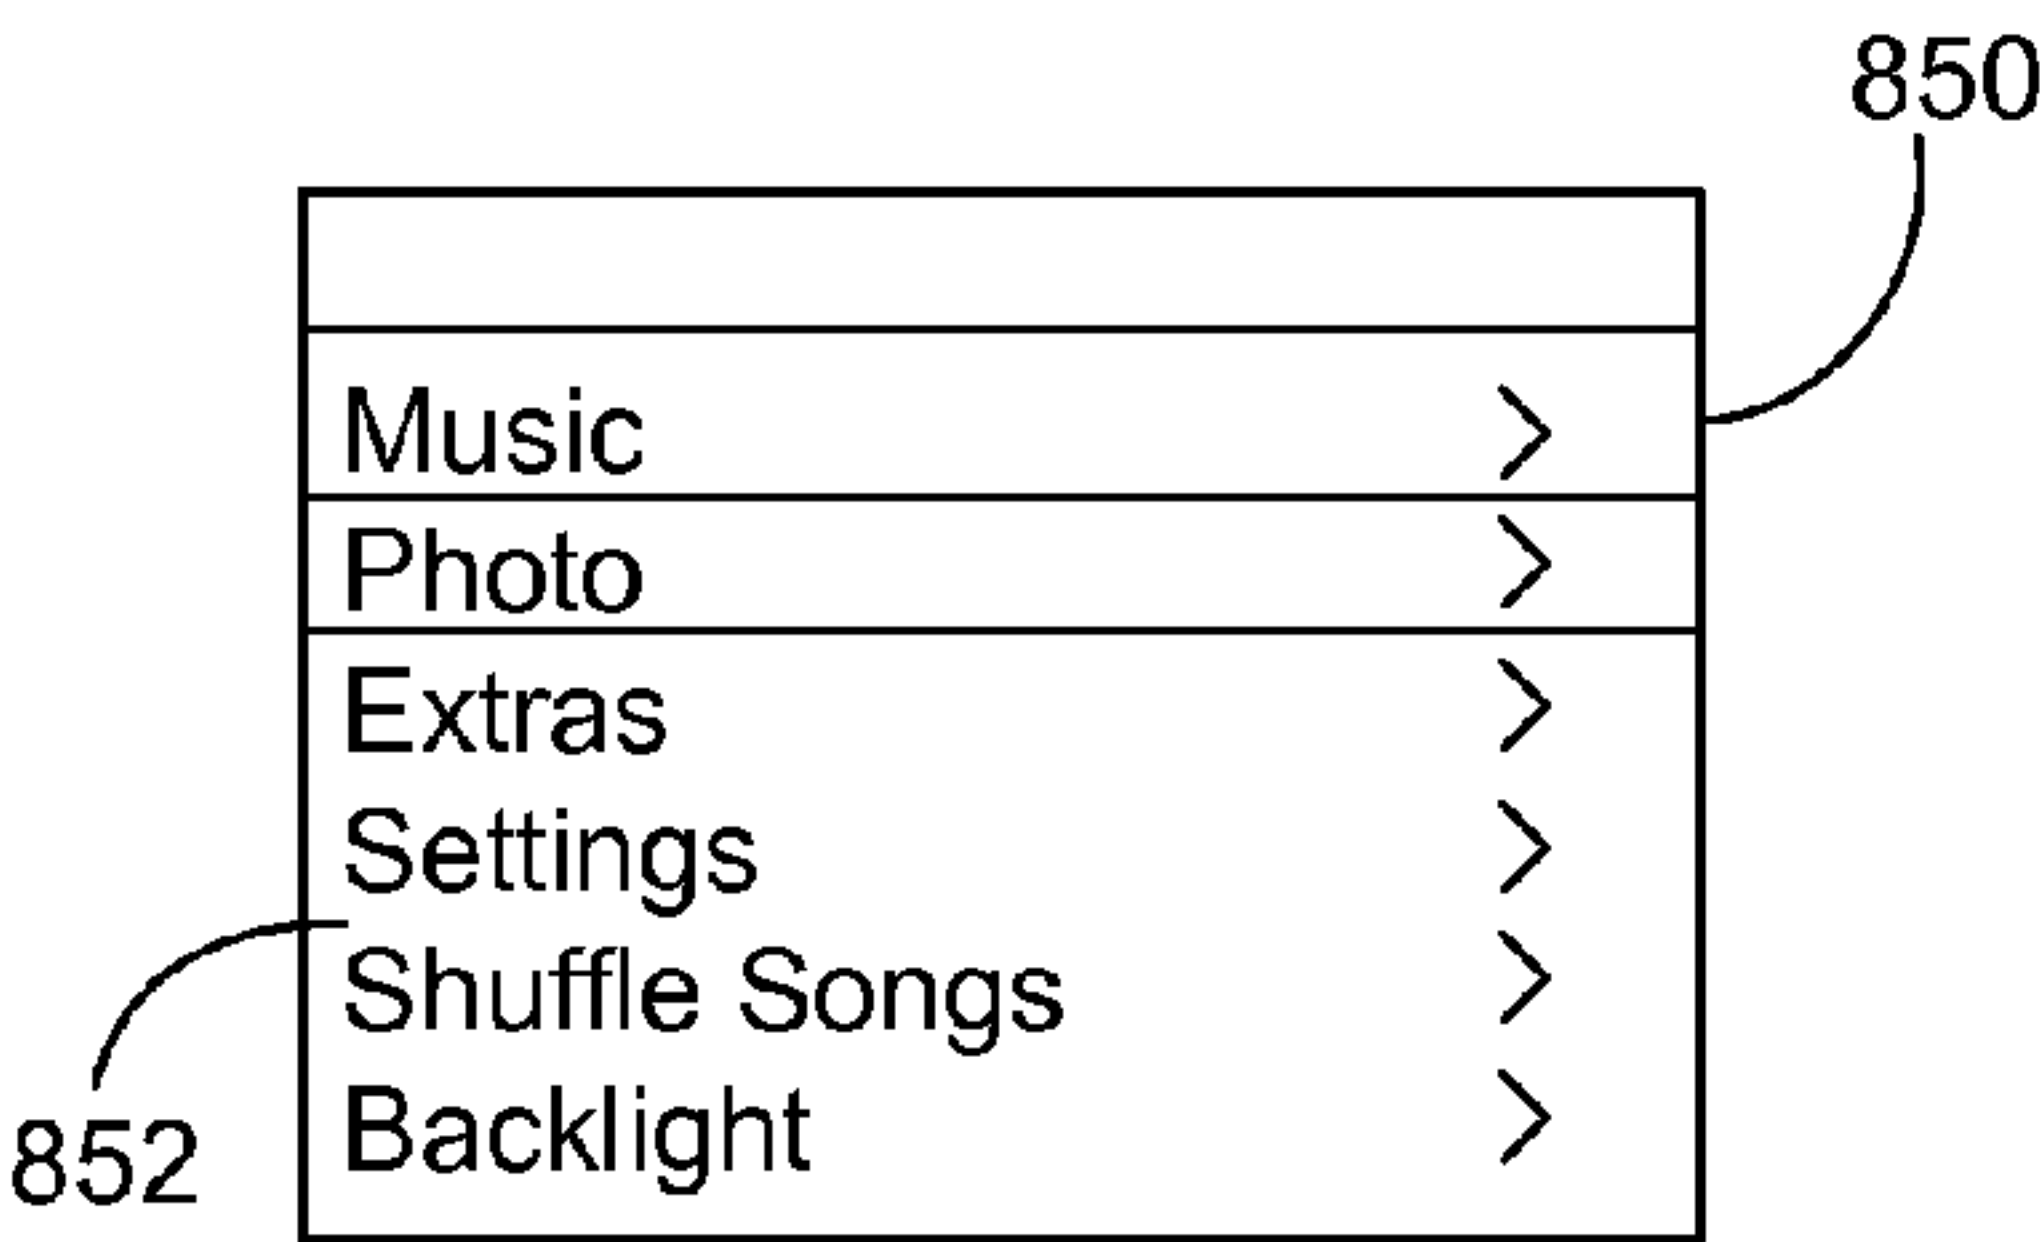 850
Music >
Photo >
Extras >
Settings >
Shuffle Songs >
Backlight >
852